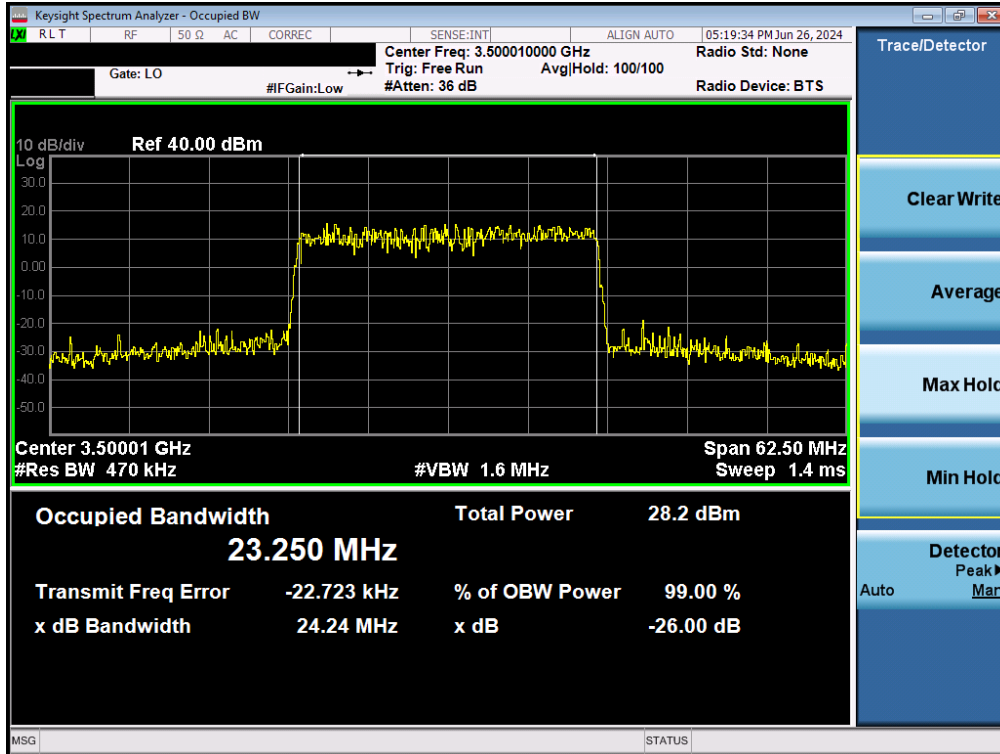 Keysight Spectrum Analyzer - Occupied BW
LXI RLT RF 50 Ω AC CORREC SENSE:INT ALIGN AUTO 05:19:34 PM Jun 26, 2024
Center Freq: 3.500010000 GHz Radio Std: None
Gate: LO Trig: Free Run Avg|Hold: 100/100
#IFGain:Low #Atten: 36 dB Radio Device: BTS
10 dB/div Ref 40.00 dBm
Log
30.0
20.0
10.0
0.00
-10.0
-20.0
-30.0
-40.0
-50.0
Center 3.50001 GHz Span 62.50 MHz
#Res BW 470 kHz #VBW 1.6 MHz Sweep 1.4 ms
Occupied Bandwidth Total Power 28.2 dBm
23.250 MHz
Transmit Freq Error -22.723 kHz % of OBW Power 99.00 %
x dB Bandwidth 24.24 MHz x dB -26.00 dB
MSG STATUS
Trace/Detector
Clear Write
Average
Max Hold
Min Hold
Detector
Peak▶
Auto Man